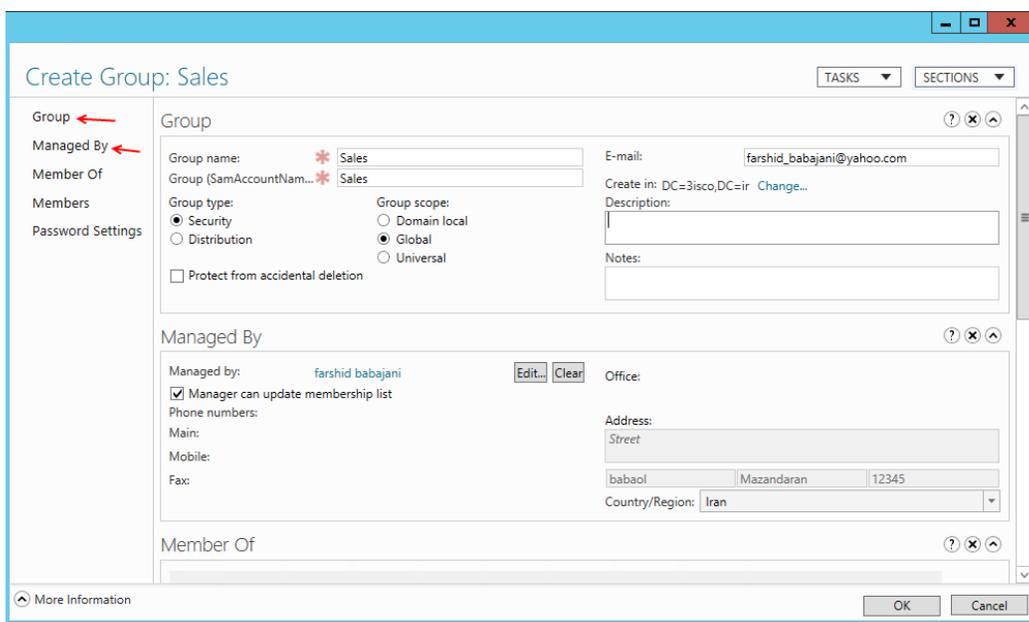 Create Group: Sales
TASKS
SECTIONS
Group
Managed By
Member Of
Members
Password Settings
Group
Group name:
Sales
Group (SamAccountNam...
Sales
Group type:
Security
Distribution
Group scope:
Domain local
Global
Universal
Protect from accidental deletion
E-mail:
farshid_babajani@yahoo.com
Create in: DC=3isco,DC=ir Change...
Description:
Notes:
Managed By
Managed by:
farshid babajani
Edit...
Clear
Manager can update membership list
Phone numbers:
Main:
Mobile:
Fax:
Office:
Address:
Street
babaol
Mazandaran
12345
Country/Region:
Iran
Member Of
More Information
OK
Cancel